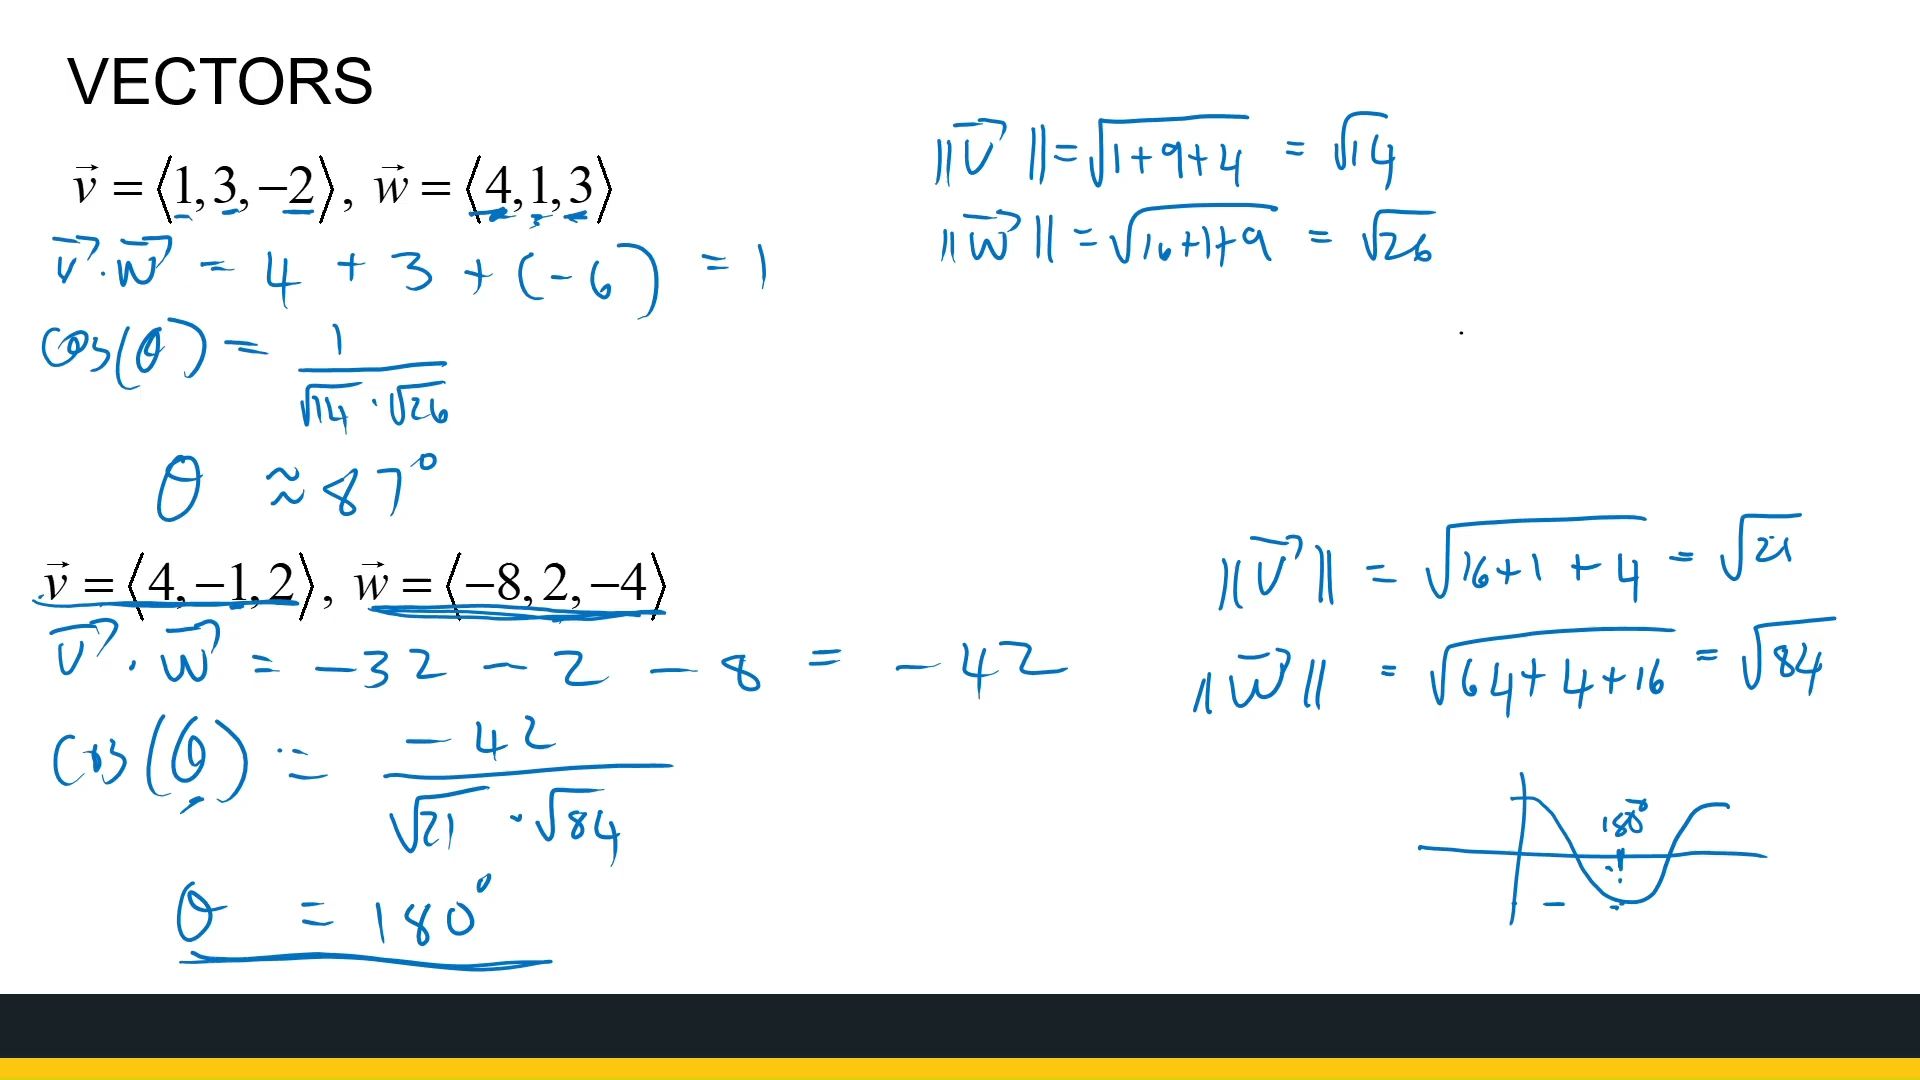 VECTORS
v⃗ = ⟨1, 3, −2⟩, w⃗ = ⟨4, 1, 3⟩
v⃗ · w⃗ = 4 + 3 + (−6) = 1
cos(θ) = 1 / (√14 · √26)
θ ≈ 87°
‖v⃗‖ = √(1+9+4) = √14
‖w⃗‖ = √(16+1+9) = √26
v⃗ = ⟨4, −1, 2⟩, w⃗ = ⟨−8, 2, −4⟩
v⃗ · w⃗ = −32 − 2 − 8 = −42
cos(θ) = −42 / (√21 · √84)
θ = 180°
‖v⃗‖ = √(16+1+4) = √21
‖w⃗‖ = √(64+4+16) = √84
180°